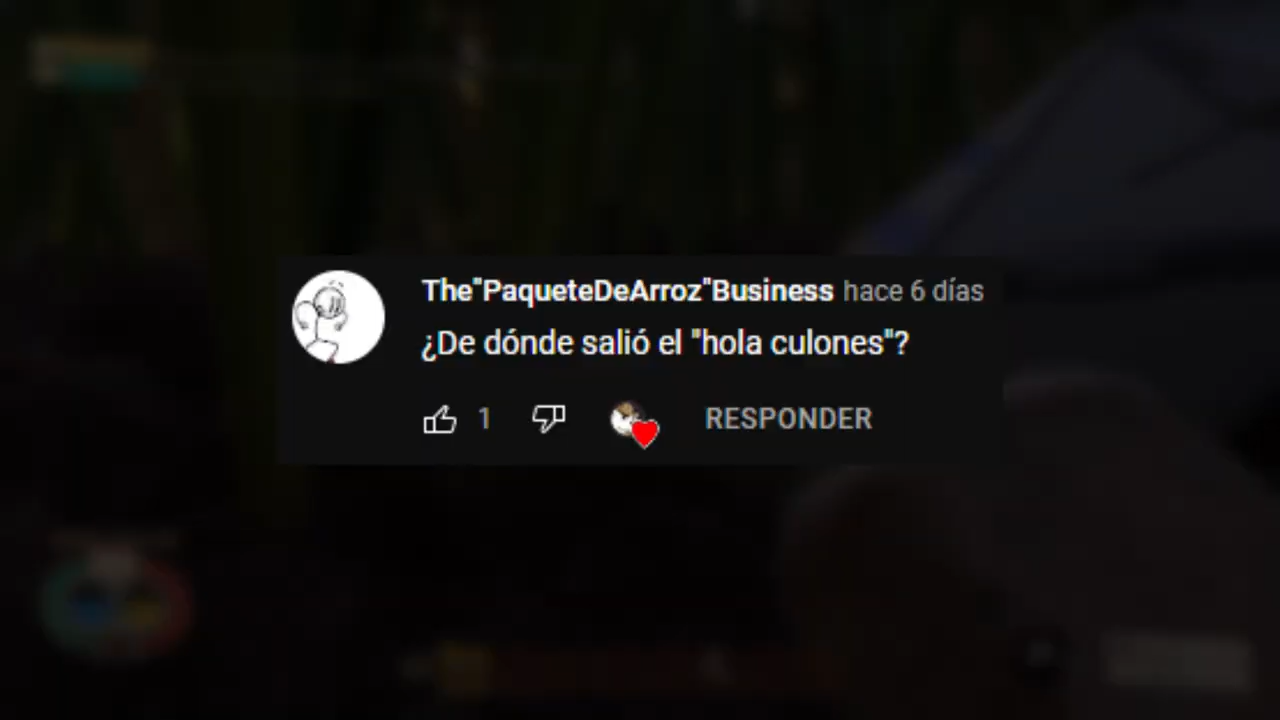 The"PaqueteDeArroz"Business hace 6 días
¿De dónde salió el "hola culones"?
1 RESPONDER